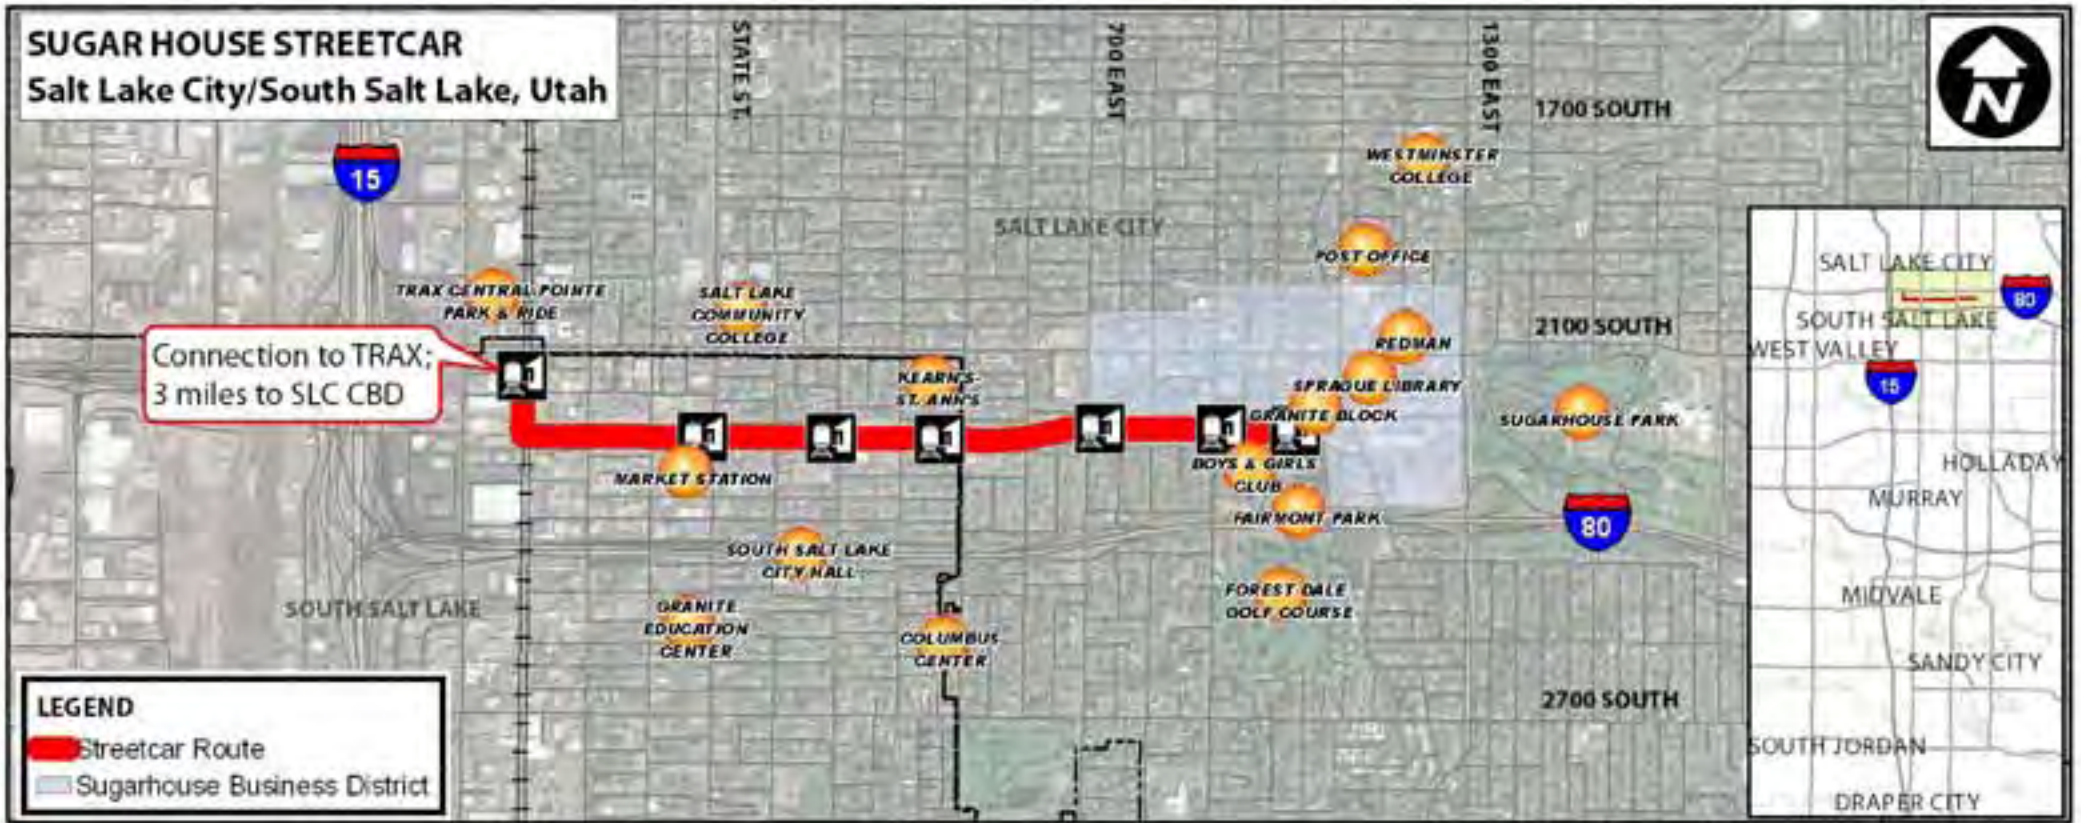 SUGAR HOUSE STREETCAR
Salt Lake City/South Salt Lake, Utah
STATE ST.
700 EAST
1300 EAST
1700 SOUTH
N
15
WESTMINSTER
COLLEGE
SALT LAKE CITY
POST OFFICE
TRAX CENTRAL POINTE
PARK & RIDE
SALT LAKE
COMMUNITY
COLLEGE
2100 SOUTH
REDMAN
Connection to TRAX;
3 miles to SLC CBD
KEARN'S-
ST. ANN'S
SPRAGUE LIBRARY
GRANITE BLOCK
SUGARHOUSE PARK
MARKET STATION
BOYS & GIRLS
CLUB
FAIRMONT PARK
80
SOUTH SALT LAKE
CITY HALL
SOUTH SALT LAKE
GRANITE
EDUCATION
CENTER
COLUMBUS
CENTER
FOREST DALE
GOLF COURSE
2700 SOUTH
LEGEND
Streetcar Route
Sugarhouse Business District
SALT LAKE CITY
80
SOUTH SALT LAKE
WEST VALLEY
15
HOLLADAY
MURRAY
MIDVALE
SANDY CITY
SOUTH JORDAN
DRAPER CITY